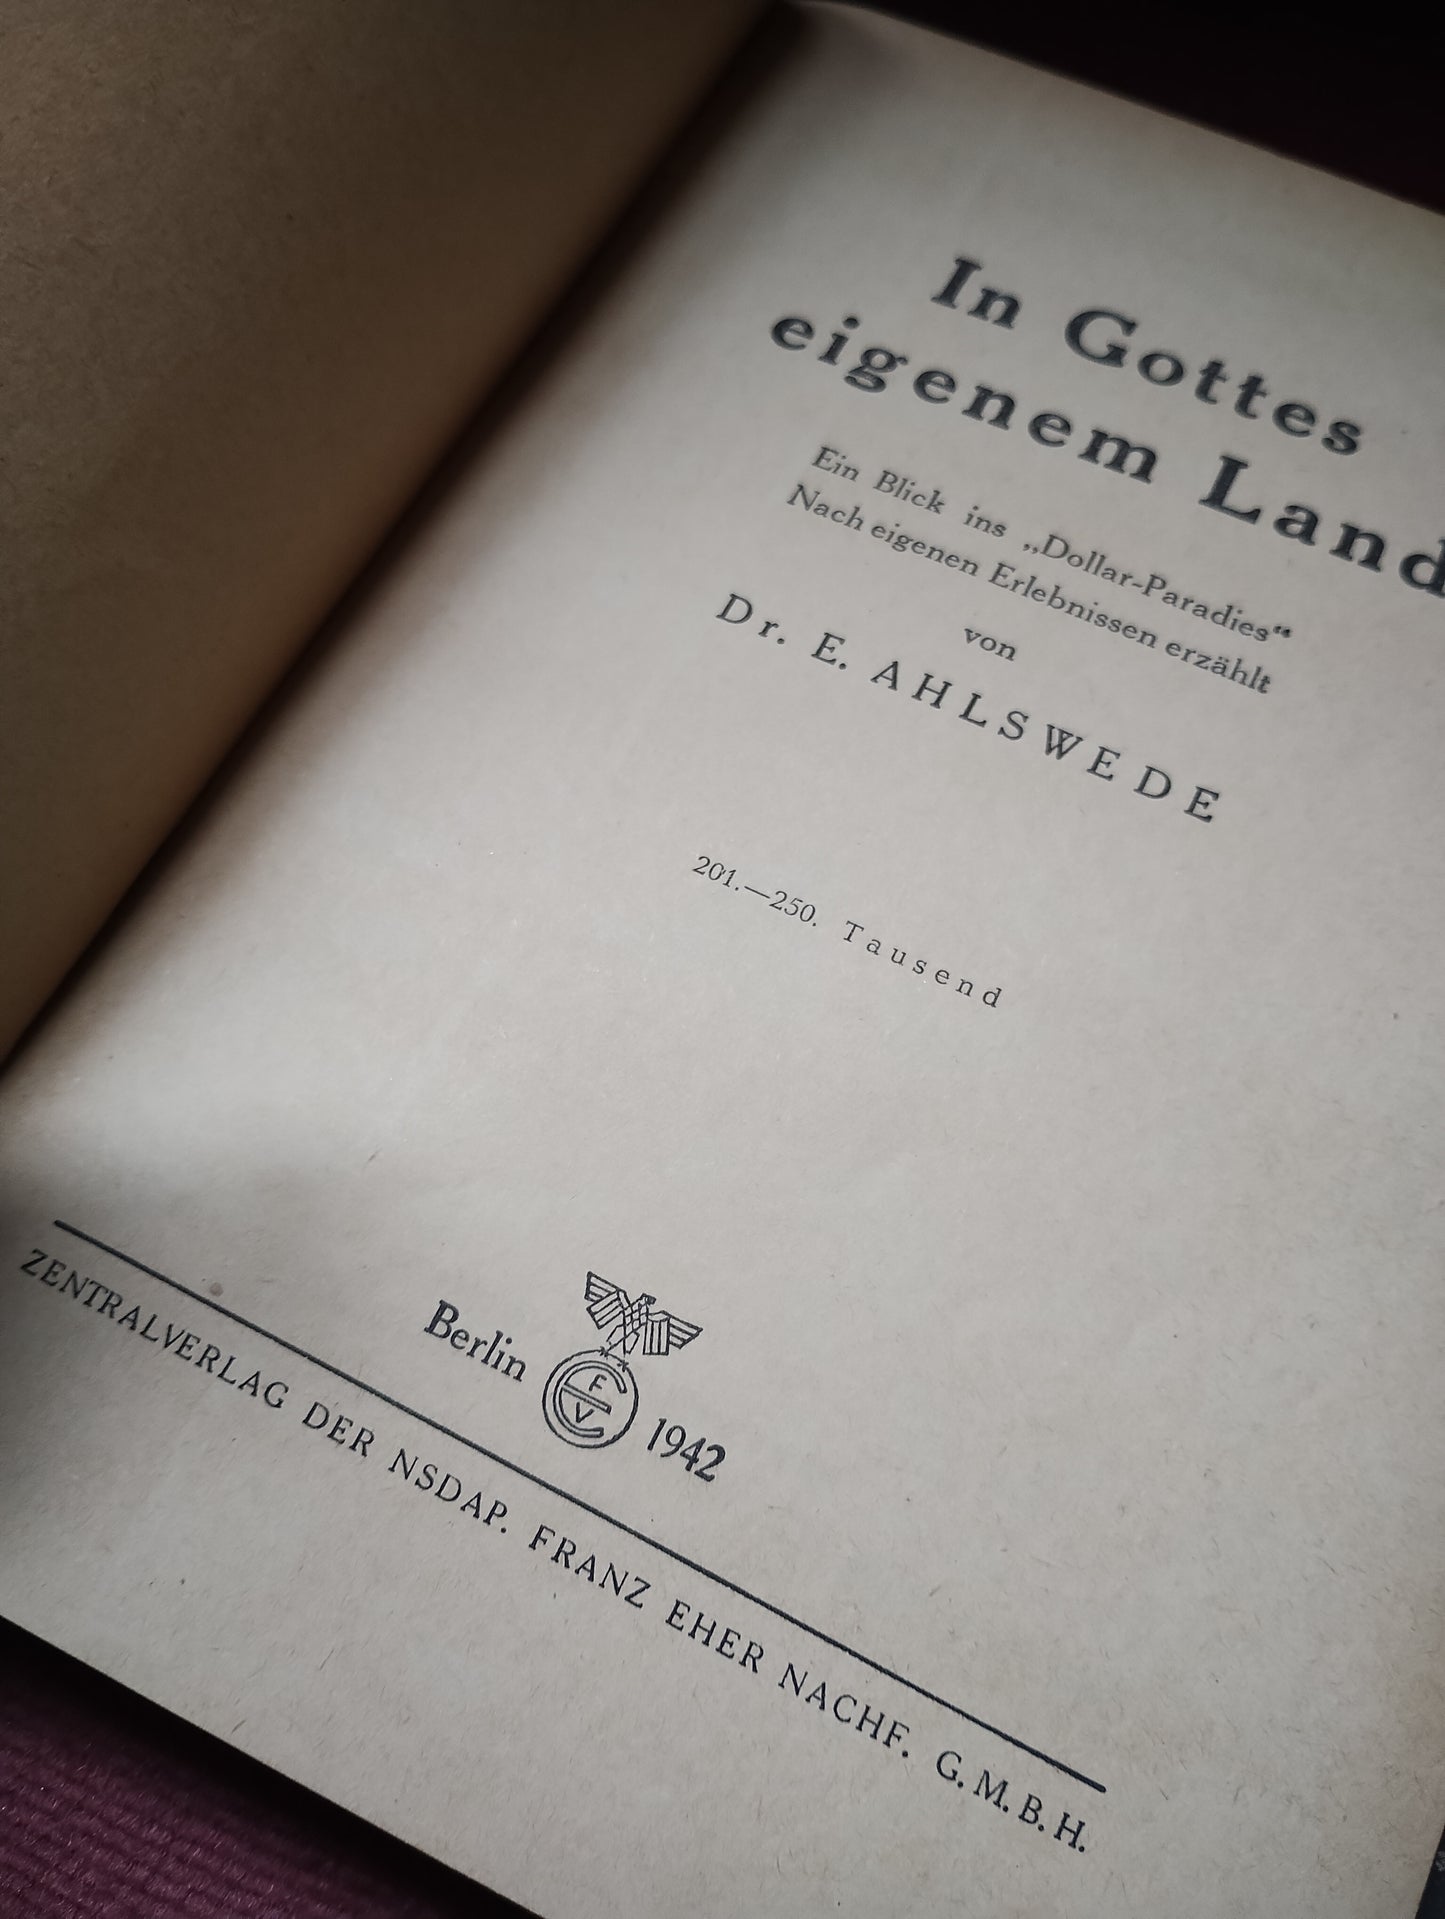 In Gottes
eigenem Land
Ein Blick ins „Dollar-Paradies“
Nach eigenen Erlebnissen erzählt
von
Dr. E. AHLSWEDE
201.—250. Tausend
Berlin FEV 1942
ZENTRALVERLAG DER NSDAP. FRANZ EHER NACHF. G.M.B.H.